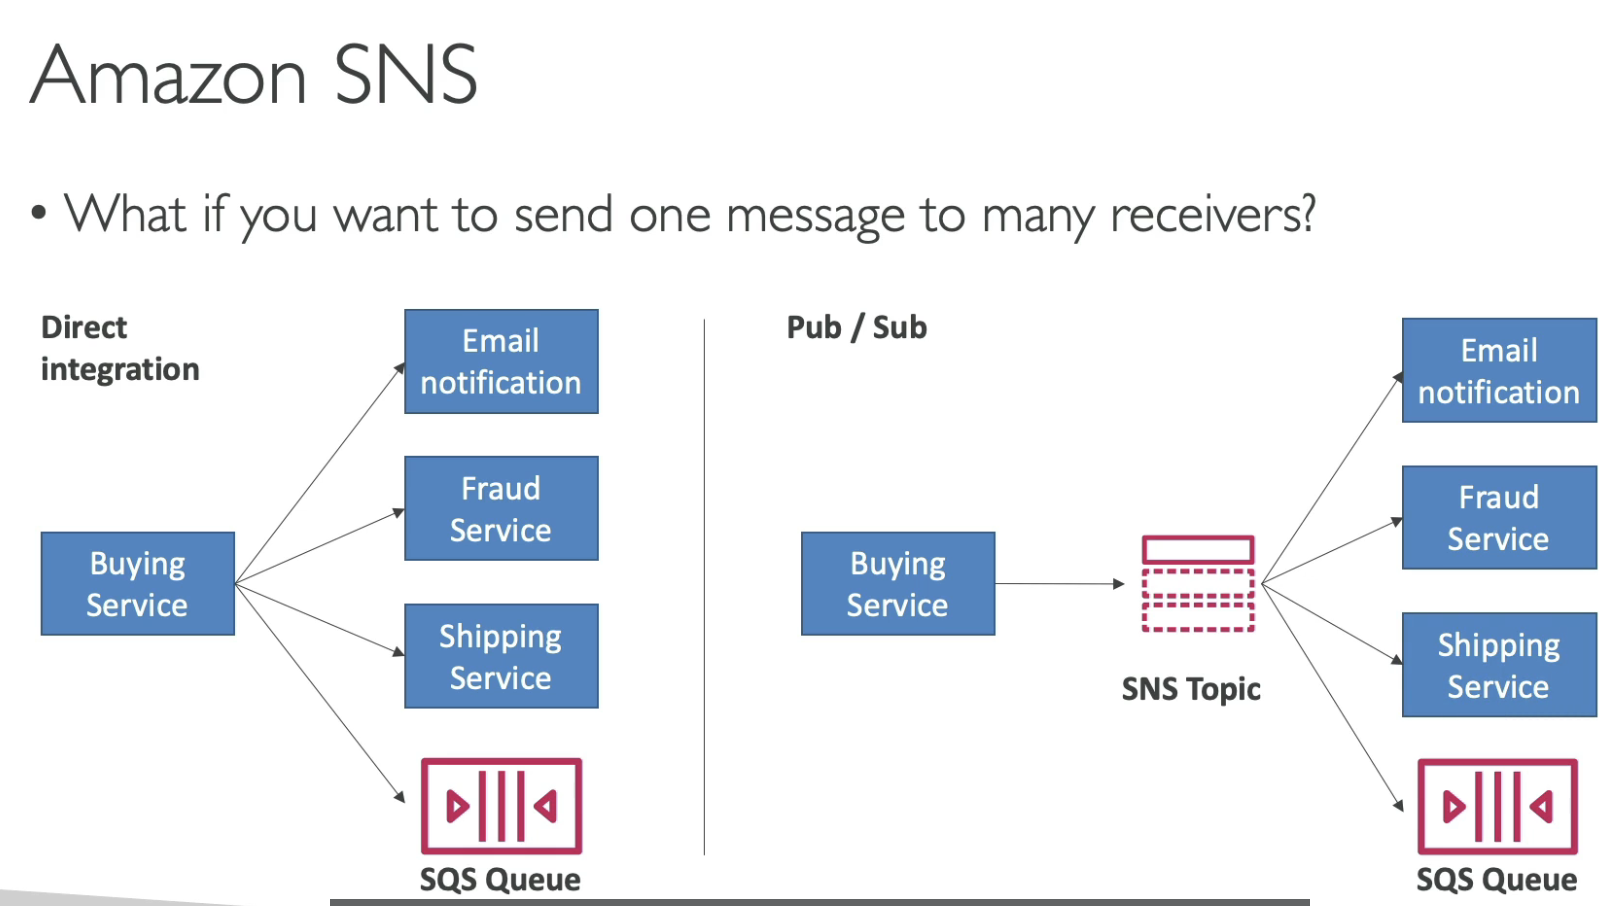 Amazon SNS
• What if you want to send one message to many receivers?
Direct
integration
Email
notification
Fraud
Service
Buying
Service
Shipping
Service
SQS Queue
Pub / Sub
Buying
Service
SNS Topic
Email
notification
Fraud
Service
Shipping
Service
SQS Queue